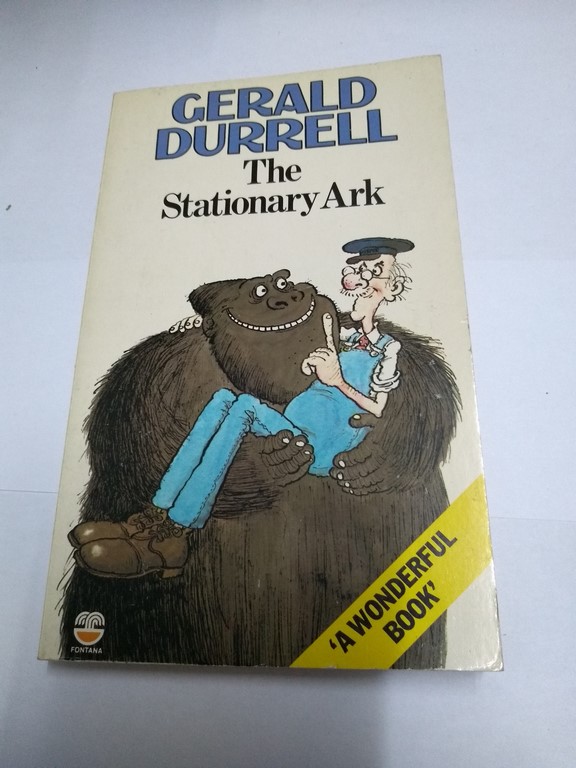 GERALD
DURRELL
The
Stationary Ark
'A WONDERFUL
BOOK'
FONTANA